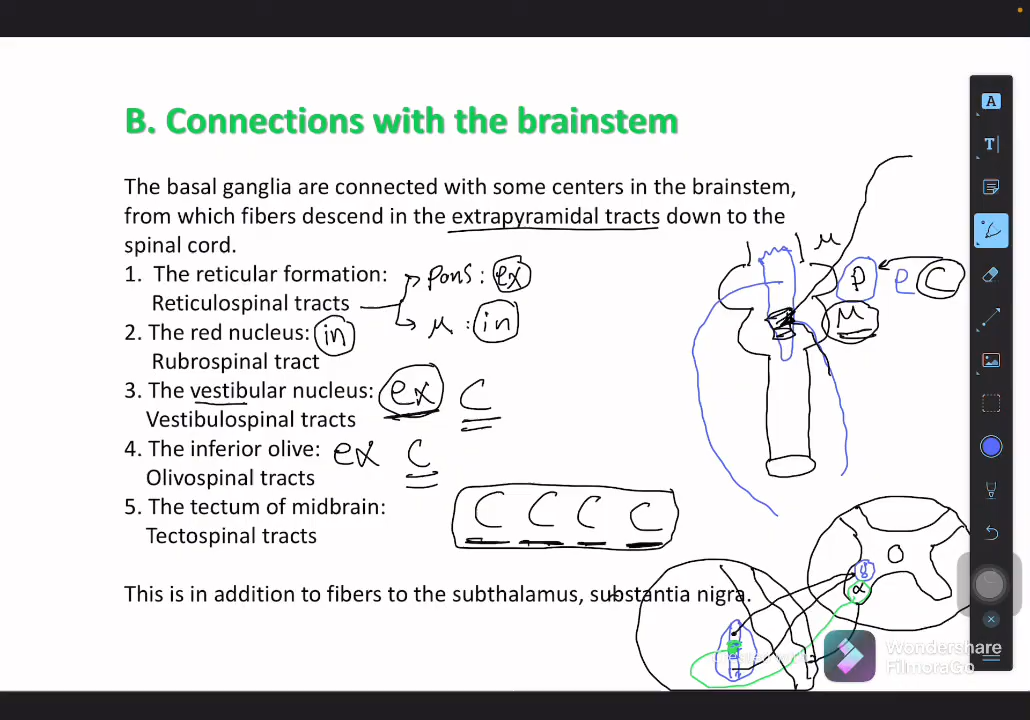 B. Connections with the brainstem
The basal ganglia are connected with some centers in the brainstem,
from which fibers descend in the extrapyramidal tracts down to the
spinal cord.
1. The reticular formation: pons : ex
Reticulospinal tracts μ : in
2. The red nucleus: in
Rubrospinal tract
3. The vestibular nucleus: ex C
Vestibulospinal tracts
4. The inferior olive: ex C
Olivospinal tracts
5. The tectum of midbrain: C C C C
Tectospinal tracts
This is in addition to fibers to the subthalamus, substantia nigra.
μ
P e C
M
8
α
A
T
Wondershare
FilmoraGo